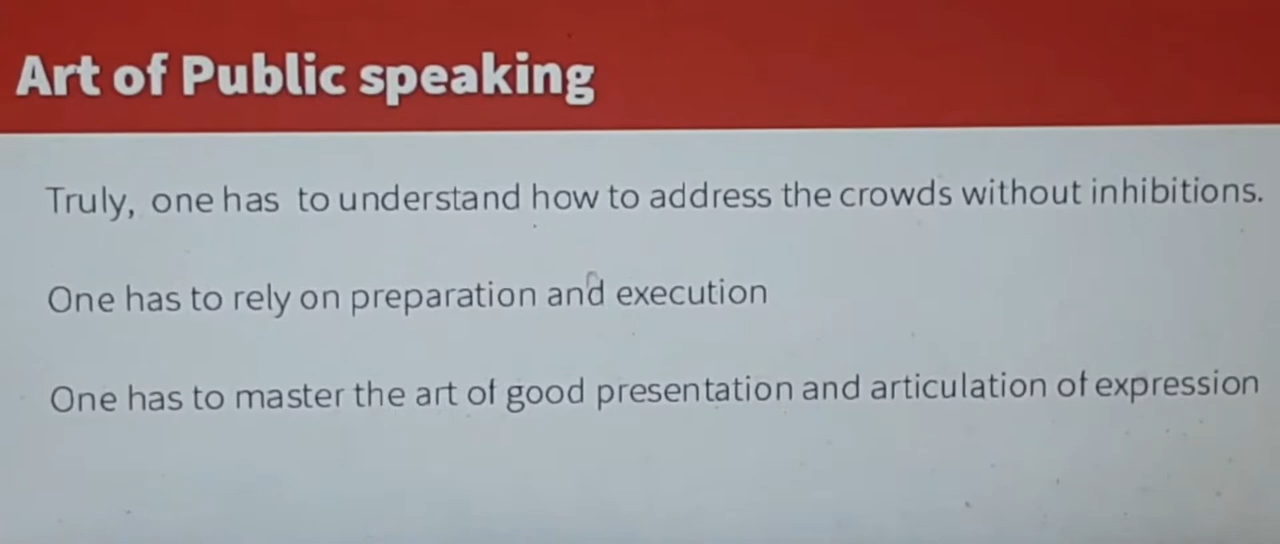 Art of Public speaking
Truly, one has to understand how to address the crowds without inhibitions.
One has to rely on preparation and execution
One has to master the art of good presentation and articulation of expression